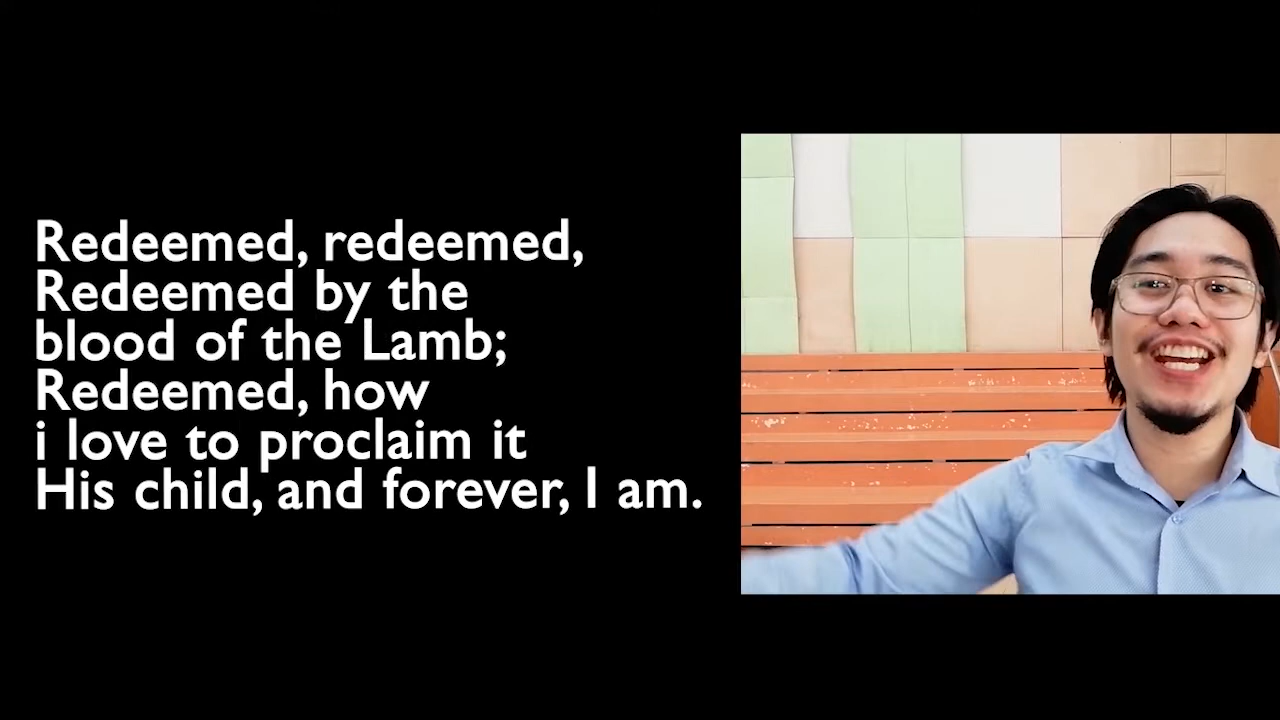 Redeemed, redeemed,
Redeemed by the
blood of the Lamb;
Redeemed, how
i love to proclaim it
His child, and forever, I am.